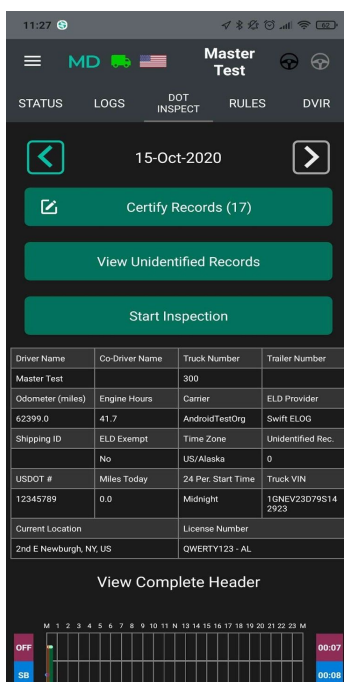 11:27
62
MD
Master
Test
STATUS
LOGS
DOT
INSPECT
RULES
DVIR
15-Oct-2020
Certify Records (17)
View Unidentified Records
Start Inspection
Driver Name Co-Driver Name Truck Number Trailer Number
Master Test 300
Odometer (miles) Engine Hours Carrier ELD Provider
62399.0 41.7 AndroidTestOrg Swift ELOG
Shipping ID ELD Exempt Time Zone Unidentified Rec.
No US/Alaska 0
USDOT # Miles Today 24 Per. Start Time Truck VIN
12345789 0.0 Midnight 1GNEV23D79S14
2923
Current Location License Number
2nd E Newburgh, NY, US QWERTY123 - AL
View Complete Header
M 1 2 3 4 5 6 7 8 9 10 11 N 13 14 15 16 17 18 19 20 21 22 23 M
OFF 00:07
SB 00:08